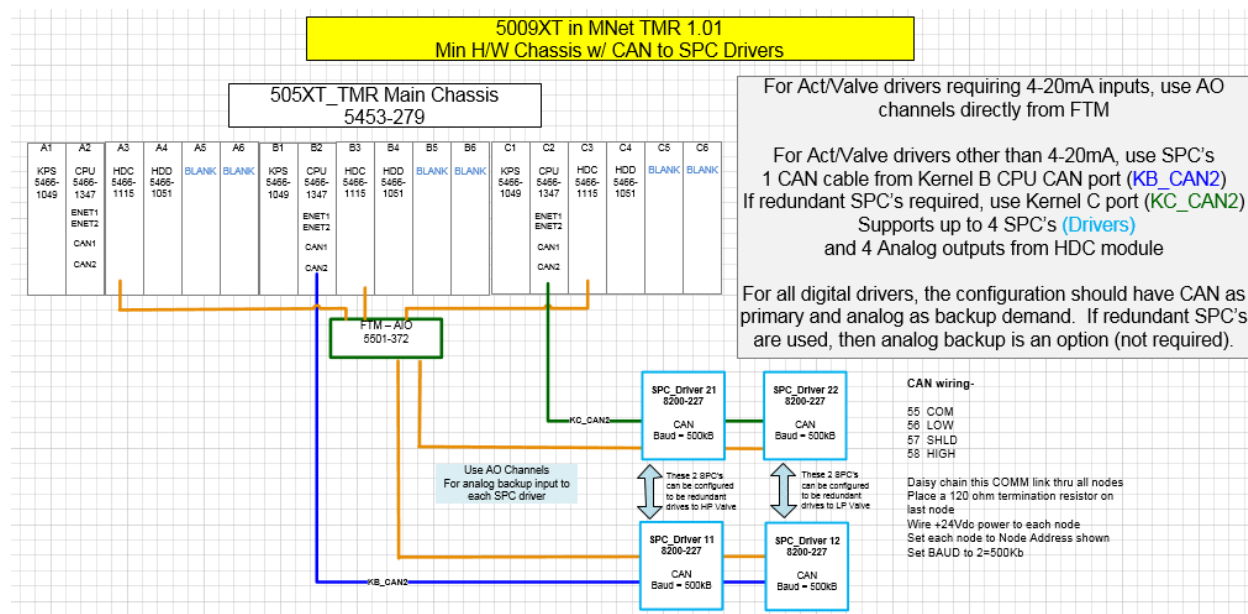 5009XT in MNet TMR 1.01
Min H/W Chassis w/ CAN to SPC Drivers
505XT_TMR Main Chassis
5453-279
For Act/Valve drivers requiring 4-20mA inputs, use AO
channels directly from FTM
For Act/Valve drivers other than 4-20mA, use SPC's
1 CAN cable from Kernel B CPU CAN port (KB_CAN2)
If redundant SPC's required, use Kernel C port (KC_CAN2)
Supports up to 4 SPC's (Drivers)
and 4 Analog outputs from HDC module
For all digital drivers, the configuration should have CAN as
primary and analog as backup demand. If redundant SPC's
are used, then analog backup is an option (not required).
A1
KPS
5466-
1049
A2
CPU
5466-
1347
ENET1
ENET2
CAN1
CAN2
A3
HDC
5466-
1115
A4
HDD
5466-
1051
A5
BLANK
A6
BLANK
B1
KPS
5466-
1049
B2
CPU
5466-
1347
ENET1
ENET2
CAN1
CAN2
B3
HDC
5466-
1115
B4
HDD
5466-
1051
B5
BLANK
B6
BLANK
C1
KPS
5466-
1049
C2
CPU
5466-
1347
ENET1
ENET2
CAN1
CAN2
C3
HDC
5466-
1115
C4
HDD
5466-
1051
C5
BLANK
C6
BLANK
FTM – AIO
5501-372
SPC_Driver 21
8200-227
CAN
Baud = 500kB
SPC_Driver 22
8200-227
CAN
Baud = 500kB
KC_CAN2
Use AO Channels
For analog backup input to
each SPC driver
These 2 SPC's
can be configured
to be redundant
drives to HP Valve
These 2 SPC's
can be configured
to be redundant
drives to LP Valve
SPC_Driver 11
8200-227
CAN
Baud = 500kB
SPC_Driver 12
8200-227
CAN
Baud = 500kB
KB_CAN2
CAN wiring-
55 COM
56 LOW
57 SHLD
58 HIGH
Daisy chain this COMM link thru all nodes
Place a 120 ohm termination resistor on
last node
Wire +24Vdc power to each node
Set each node to Node Address shown
Set BAUD to 2=500Kb